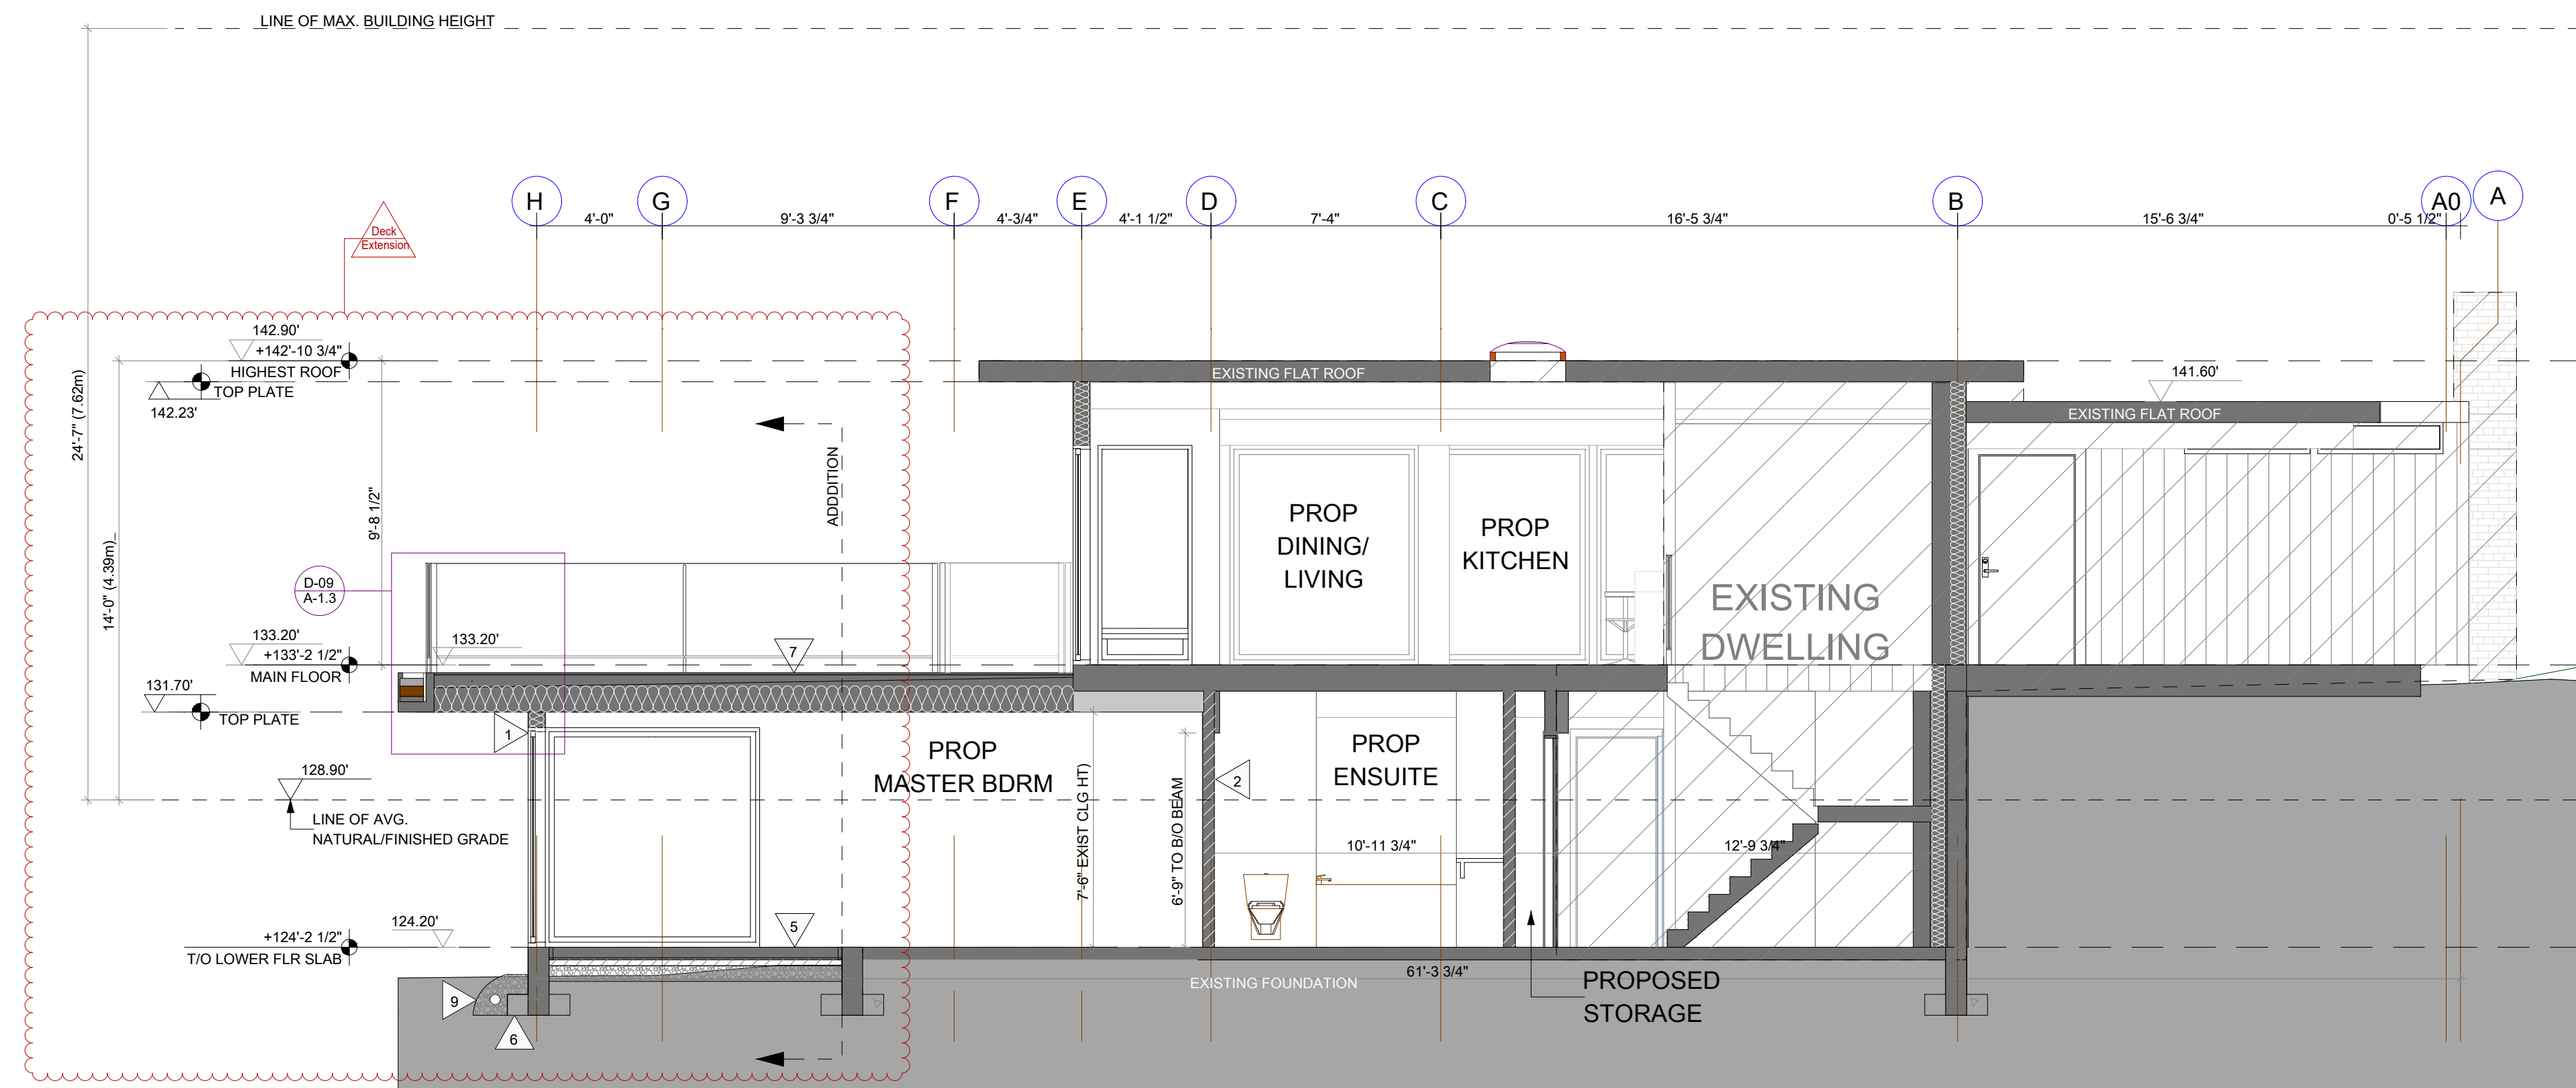 LINE OF MAX. BUILDING HEIGHT
H
G
F
E
D
C
B
A0
A
4'-0"
9'-3 3/4"
4'-3/4"
4'-1 1/2"
7'-4"
16'-5 3/4"
15'-6 3/4"
0'-5 1/2"
Deck
Extension
142.90'
+142'-10 3/4"
HIGHEST ROOF
TOP PLATE
142.23'
24'-7" (7.62m)
14'-0" (4.39m)
9'-8 1/2"
ADDDITION
EXISTING FLAT ROOF
141.60'
EXISTING FLAT ROOF
PROP
DINING/
LIVING
PROP
KITCHEN
EXISTING
DWELLING
D-09
A-1.3
133.20'
+133'-2 1/2"
MAIN FLOOR
133.20'
7
131.70'
TOP PLATE
1
PROP
MASTER BDRM
PROP
ENSUITE
2
128.90'
LINE OF AVG.
NATURAL/FINISHED GRADE
7'-6" EXIST CLG HT)
6'-9" TO B/O BEAM
10'-11 3/4"
12'-9 3/4"
124.20'
+124'-2 1/2"
T/O LOWER FLR SLAB
5
61'-3 3/4"
EXISTING FOUNDATION
PROPOSED
STORAGE
9
6